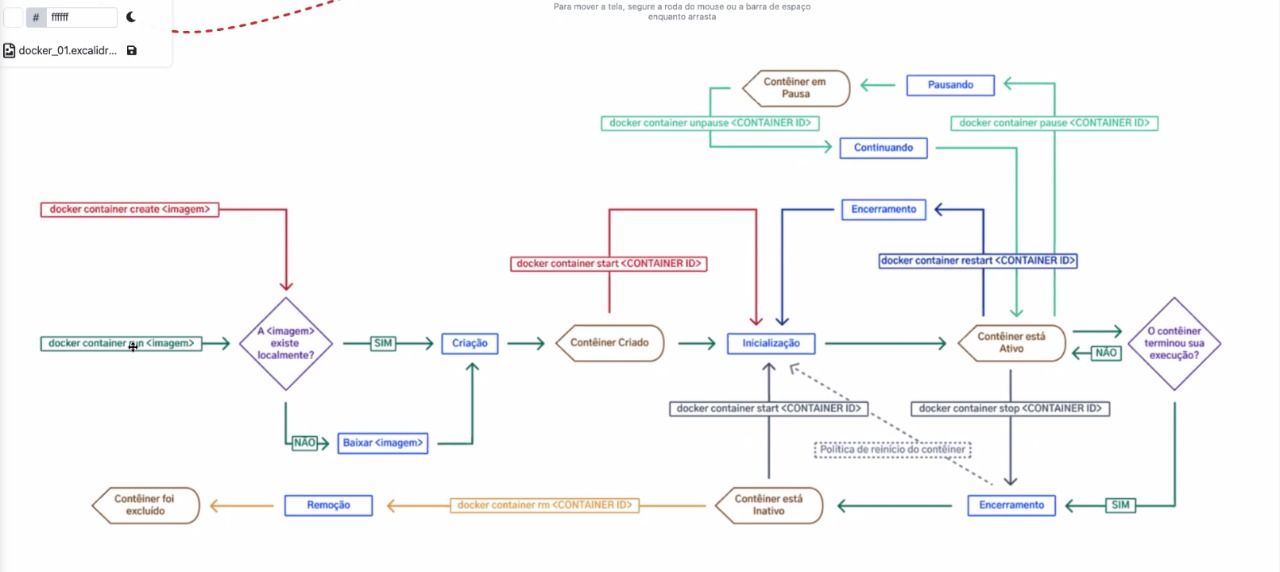 Para mover a tela, segure a roda do mouse ou a barra de espaço
enquanto arrasta
# ffffff
docker_01.excalidr...
Contêiner em
Pausa
Pausando
docker container unpause <CONTAINER ID>
docker container pause <CONTAINER ID>
Continuando
docker container create <imagem>
Encerramento
docker container start <CONTAINER ID>
docker container restart <CONTAINER ID>
docker container run <imagem>
A <imagem>
existe
localmente?
SIM
Criação
Contêiner Criado
Inicialização
Contêiner está
Ativo
NÃO
O contêiner
terminou sua
execução?
docker container start <CONTAINER ID>
docker container stop <CONTAINER ID>
NÃO
Baixar <imagem>
Política de reinício do contêiner
Contêiner foi
excluído
Remoção
docker container rm <CONTAINER ID>
Contêiner está
Inativo
Encerramento
SIM